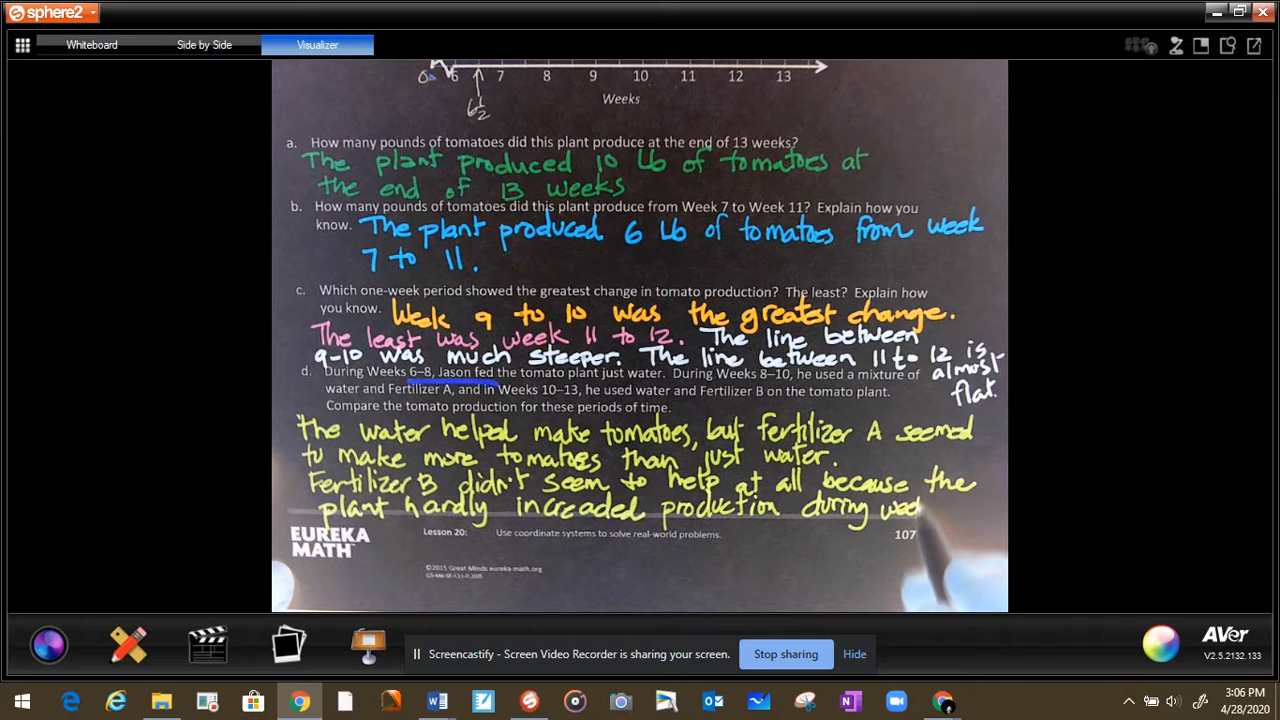 sphere2
Whiteboard
Side by Side
Visualizer
6 7 8 9 10 11 12 13
6½
Weeks
a. How many pounds of tomatoes did this plant produce at the end of 13 weeks?
The plant produced 10 lb of tomatoes at
the end of 13 weeks
b. How many pounds of tomatoes did this plant produce from Week 7 to Week 11? Explain how you
know. The plant produced 6 lb of tomatoes from week
7 to 11.
c. Which one-week period showed the greatest change in tomato production? The least? Explain how
you know. Week 9 to 10 was the greatest change.
The least was week 11 to 12. The line between
9-10 was much steeper. The line between 11 to 12 is
almost
flat.
d. During Weeks 6–8, Jason fed the tomato plant just water. During Weeks 8–10, he used a mixture of
water and Fertilizer A, and in Weeks 10–13, he used water and Fertilizer B on the tomato plant.
Compare the tomato production for these periods of time.
The water helped make tomatoes, but fertilizer A seemed
to make more tomatoes than just water.
Fertilizer B didn't seem to help at all because the
plant hardly increaded production during wee
EUREKA
MATH
Lesson 20: Use coordinate systems to solve real-world problems.
107
©2015 Great Minds eureka-math.org
Screencastify - Screen Video Recorder is sharing your screen.
Stop sharing
Hide
AVer
V2.5.2132.133
3:06 PM
4/28/2020